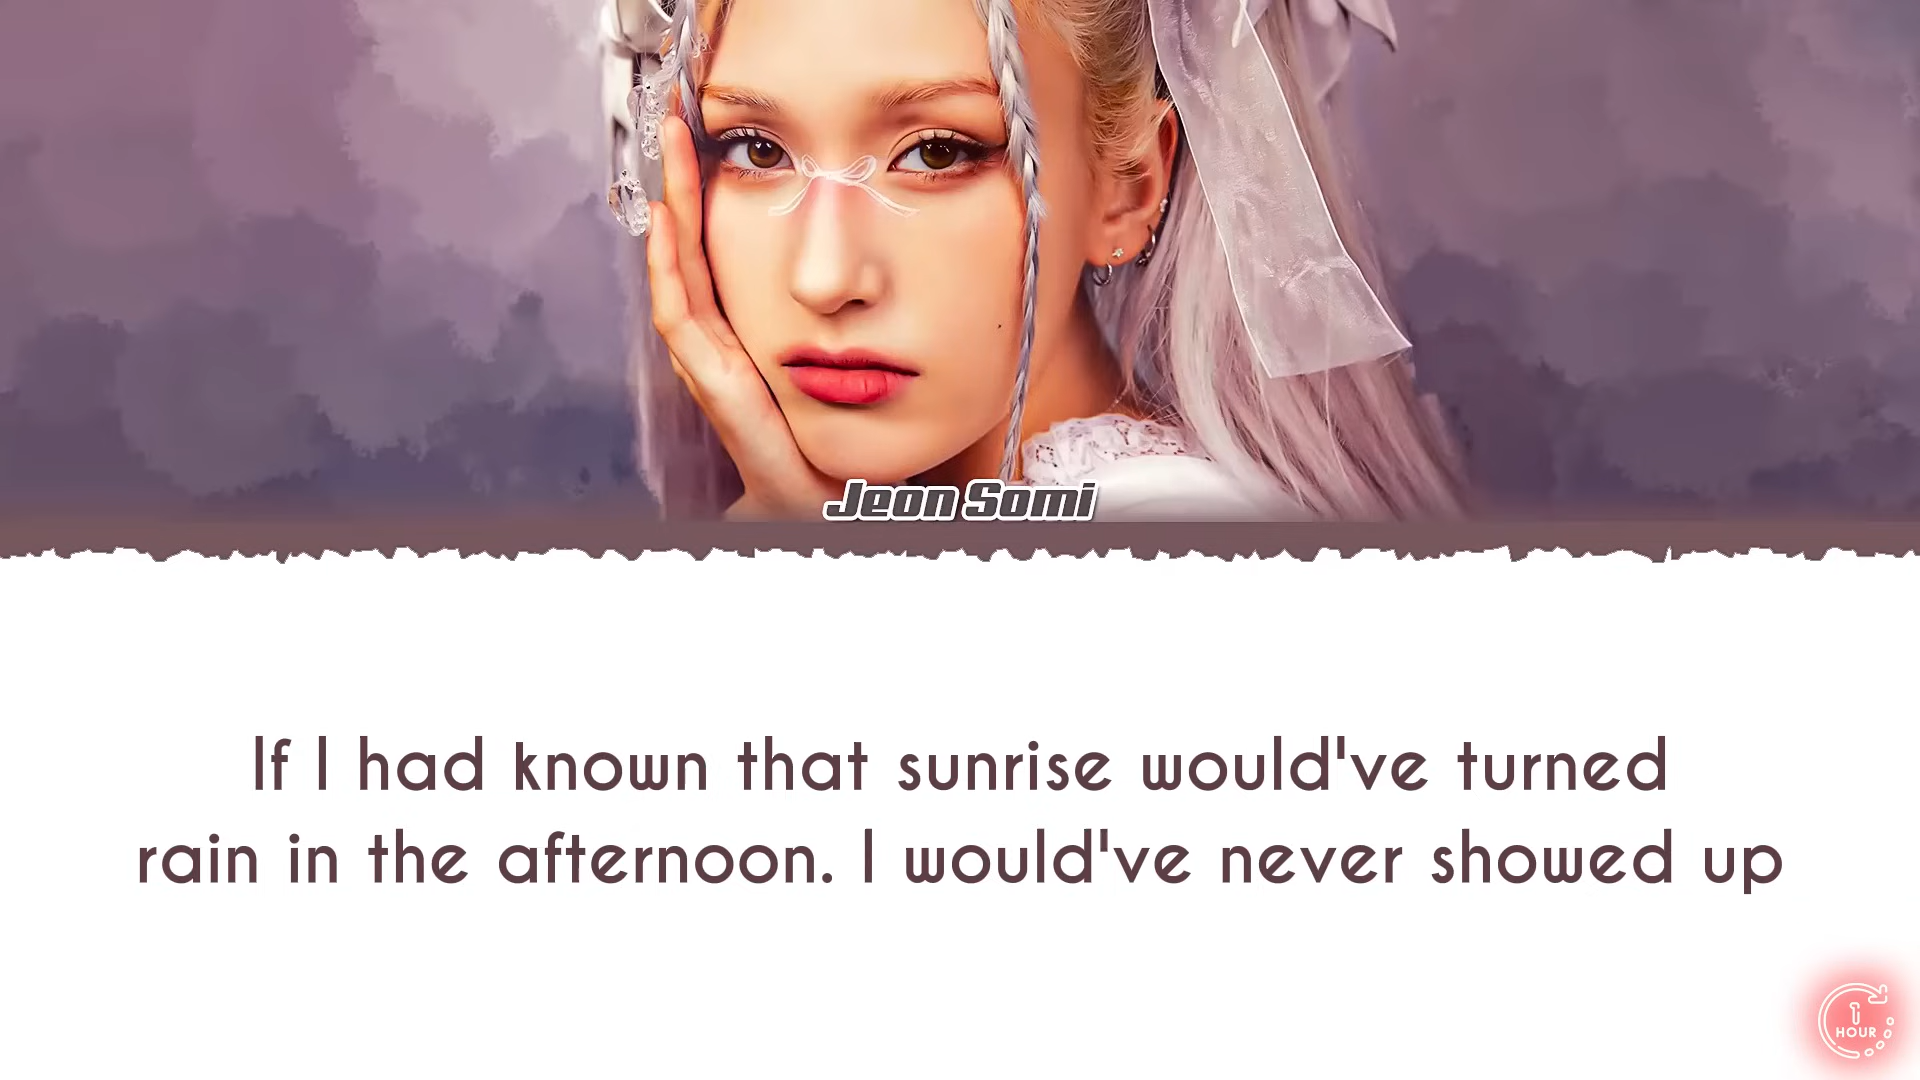 Jeon Somi
If I had known that sunrise would've turned
rain in the afternoon. I would've never showed up
1
HOUR